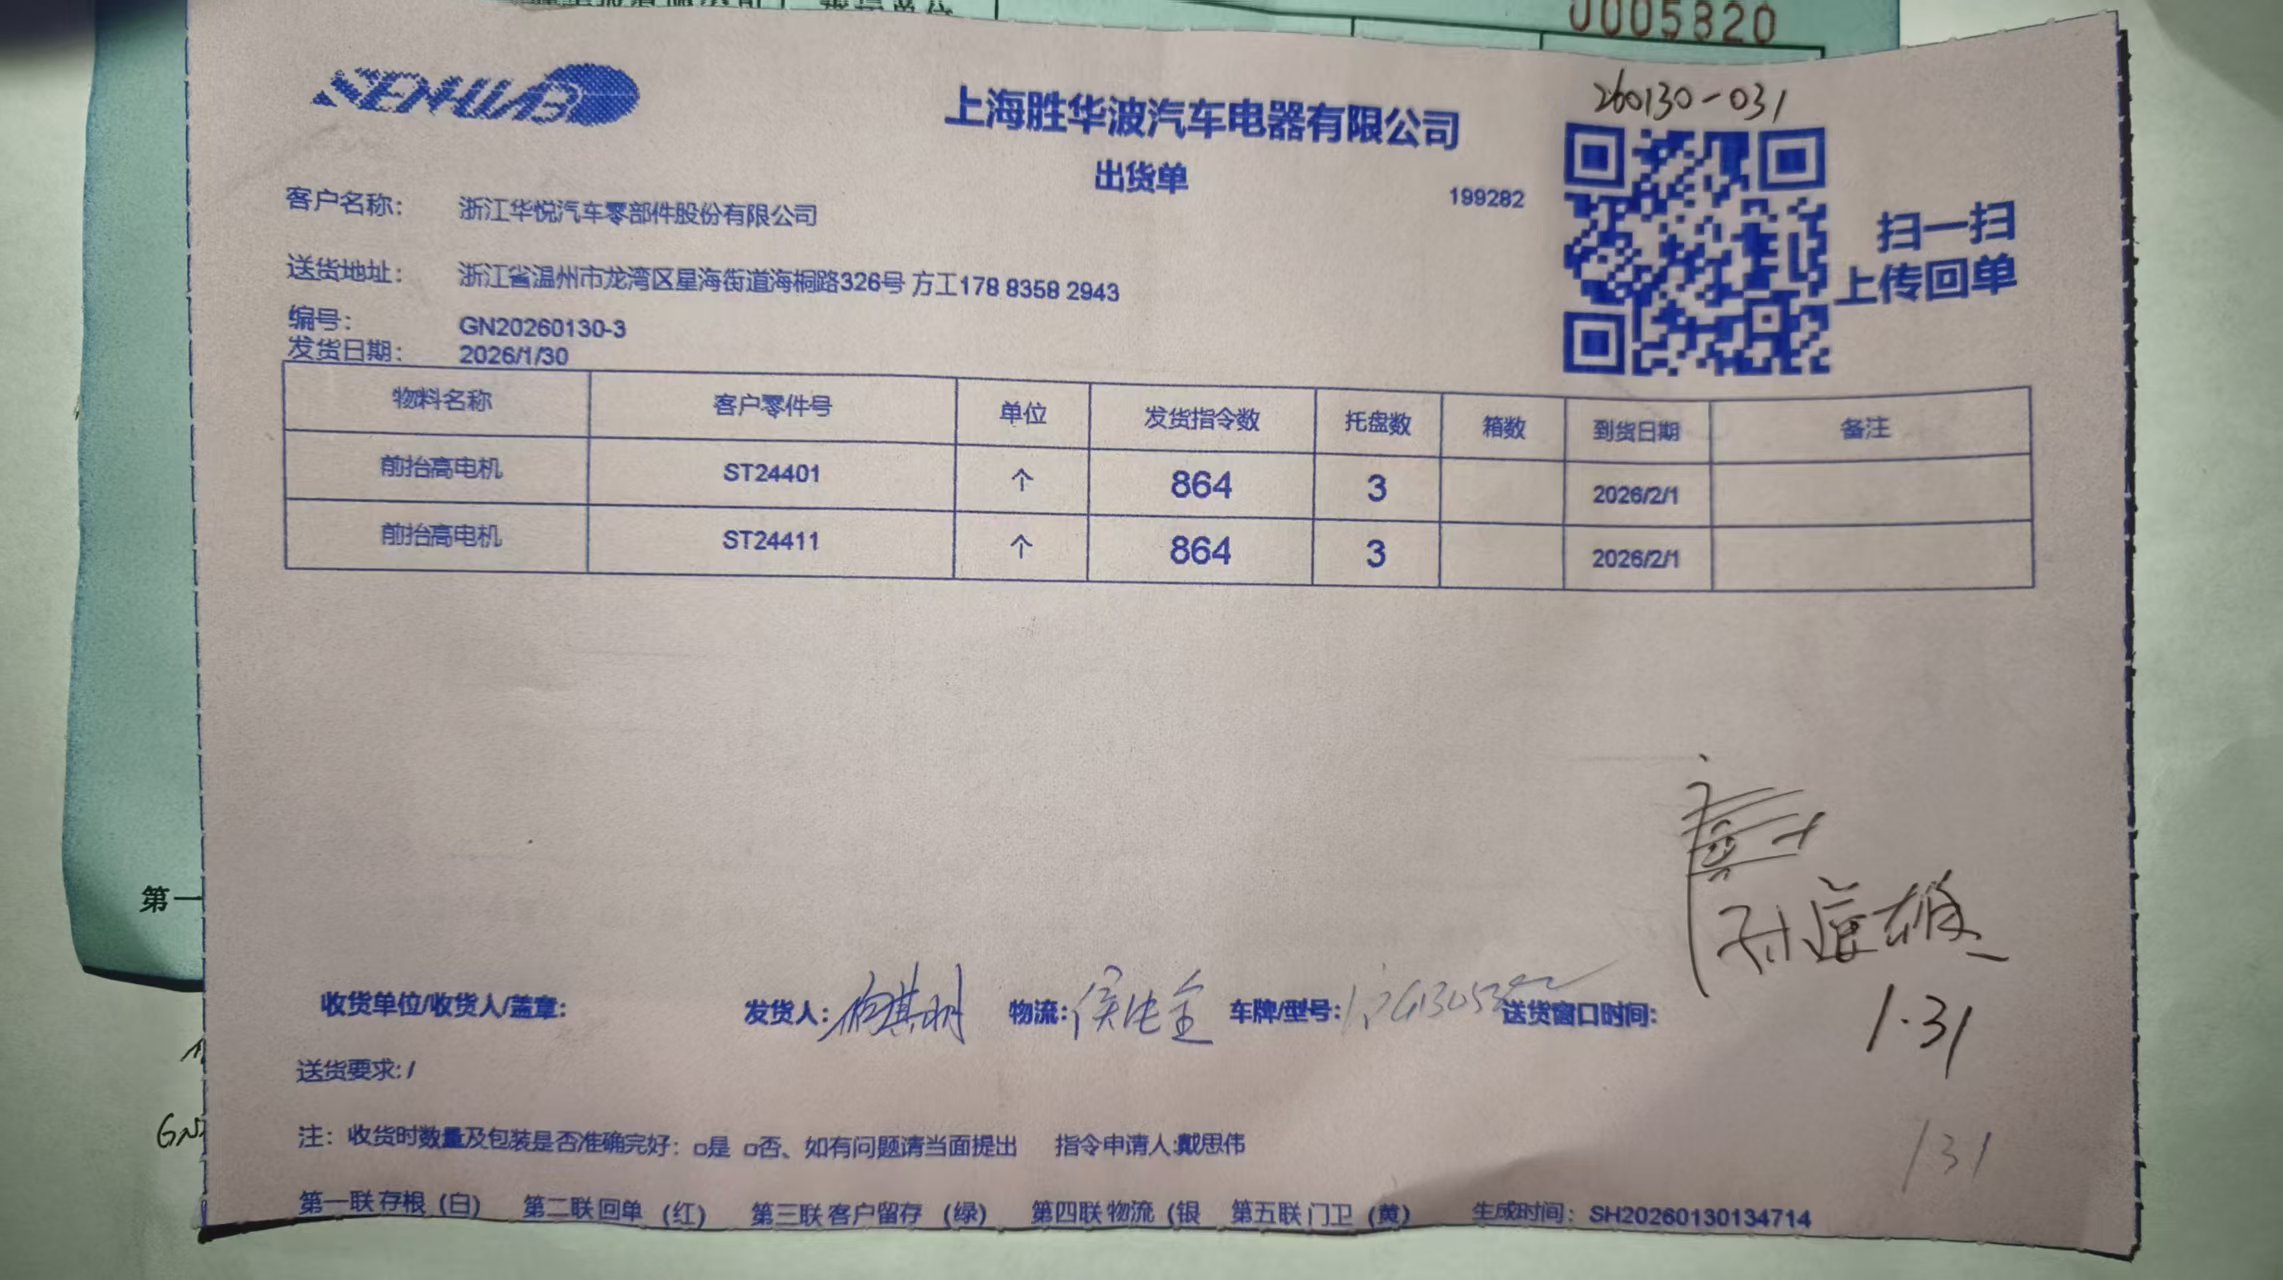 0005820
260130-031
SENHUABO
上海胜华波汽车电器有限公司
出货单
199282
扫一扫
上传回单
客户名称： 浙江华悦汽车零部件股份有限公司
送货地址： 浙江省温州市龙湾区星海街道海桐路326号 方工178 8358 2943
编号： GN20260130-3
发货日期： 2026/1/30
物料名称 客户零件号 单位 发货指令数 托盘数 箱数 到货日期 备注
前抬高电机 ST24401 个 864 3 2026/2/1
前抬高电机 ST24411 个 864 3 2026/2/1
第一
1.31
收货单位/收货人/盖章： 发货人： 物流： 车牌/型号： 送货窗口时间：
送货要求：/
注：收货时数量及包装是否准确完好：□是 □否、如有问题请当面提出 指令申请人:戴思伟
131
第一联 存根（白） 第二联 回单 （红） 第三联 客户留存 （绿） 第四联 物流（银 第五联 门卫（黄） 生成时间：SH20260130134714